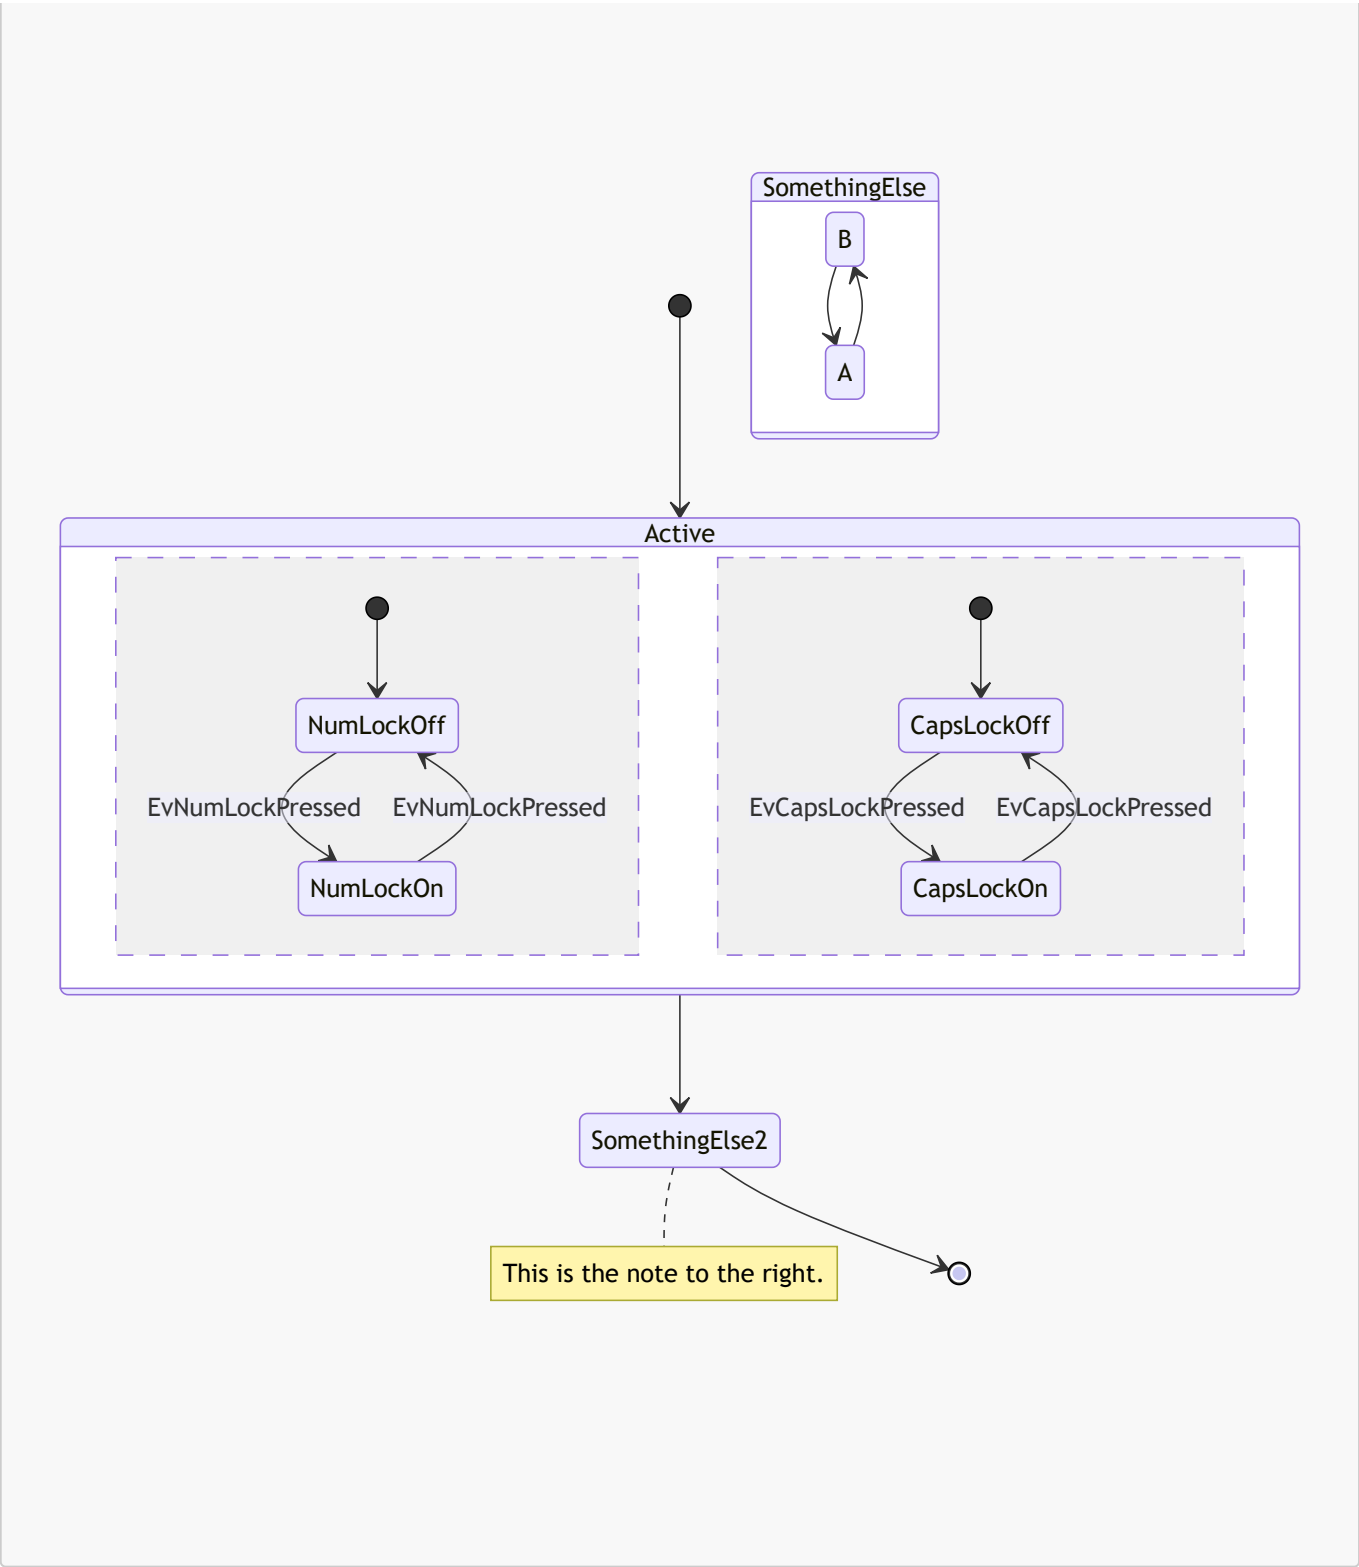 SomethingElse
B
A
Active
NumLockOff
CapsLockOff
EvNumLockPressed
EvNumLockPressed
EvCapsLockPressed
EvCapsLockPressed
NumLockOn
CapsLockOn
SomethingElse2
This is the note to the right.